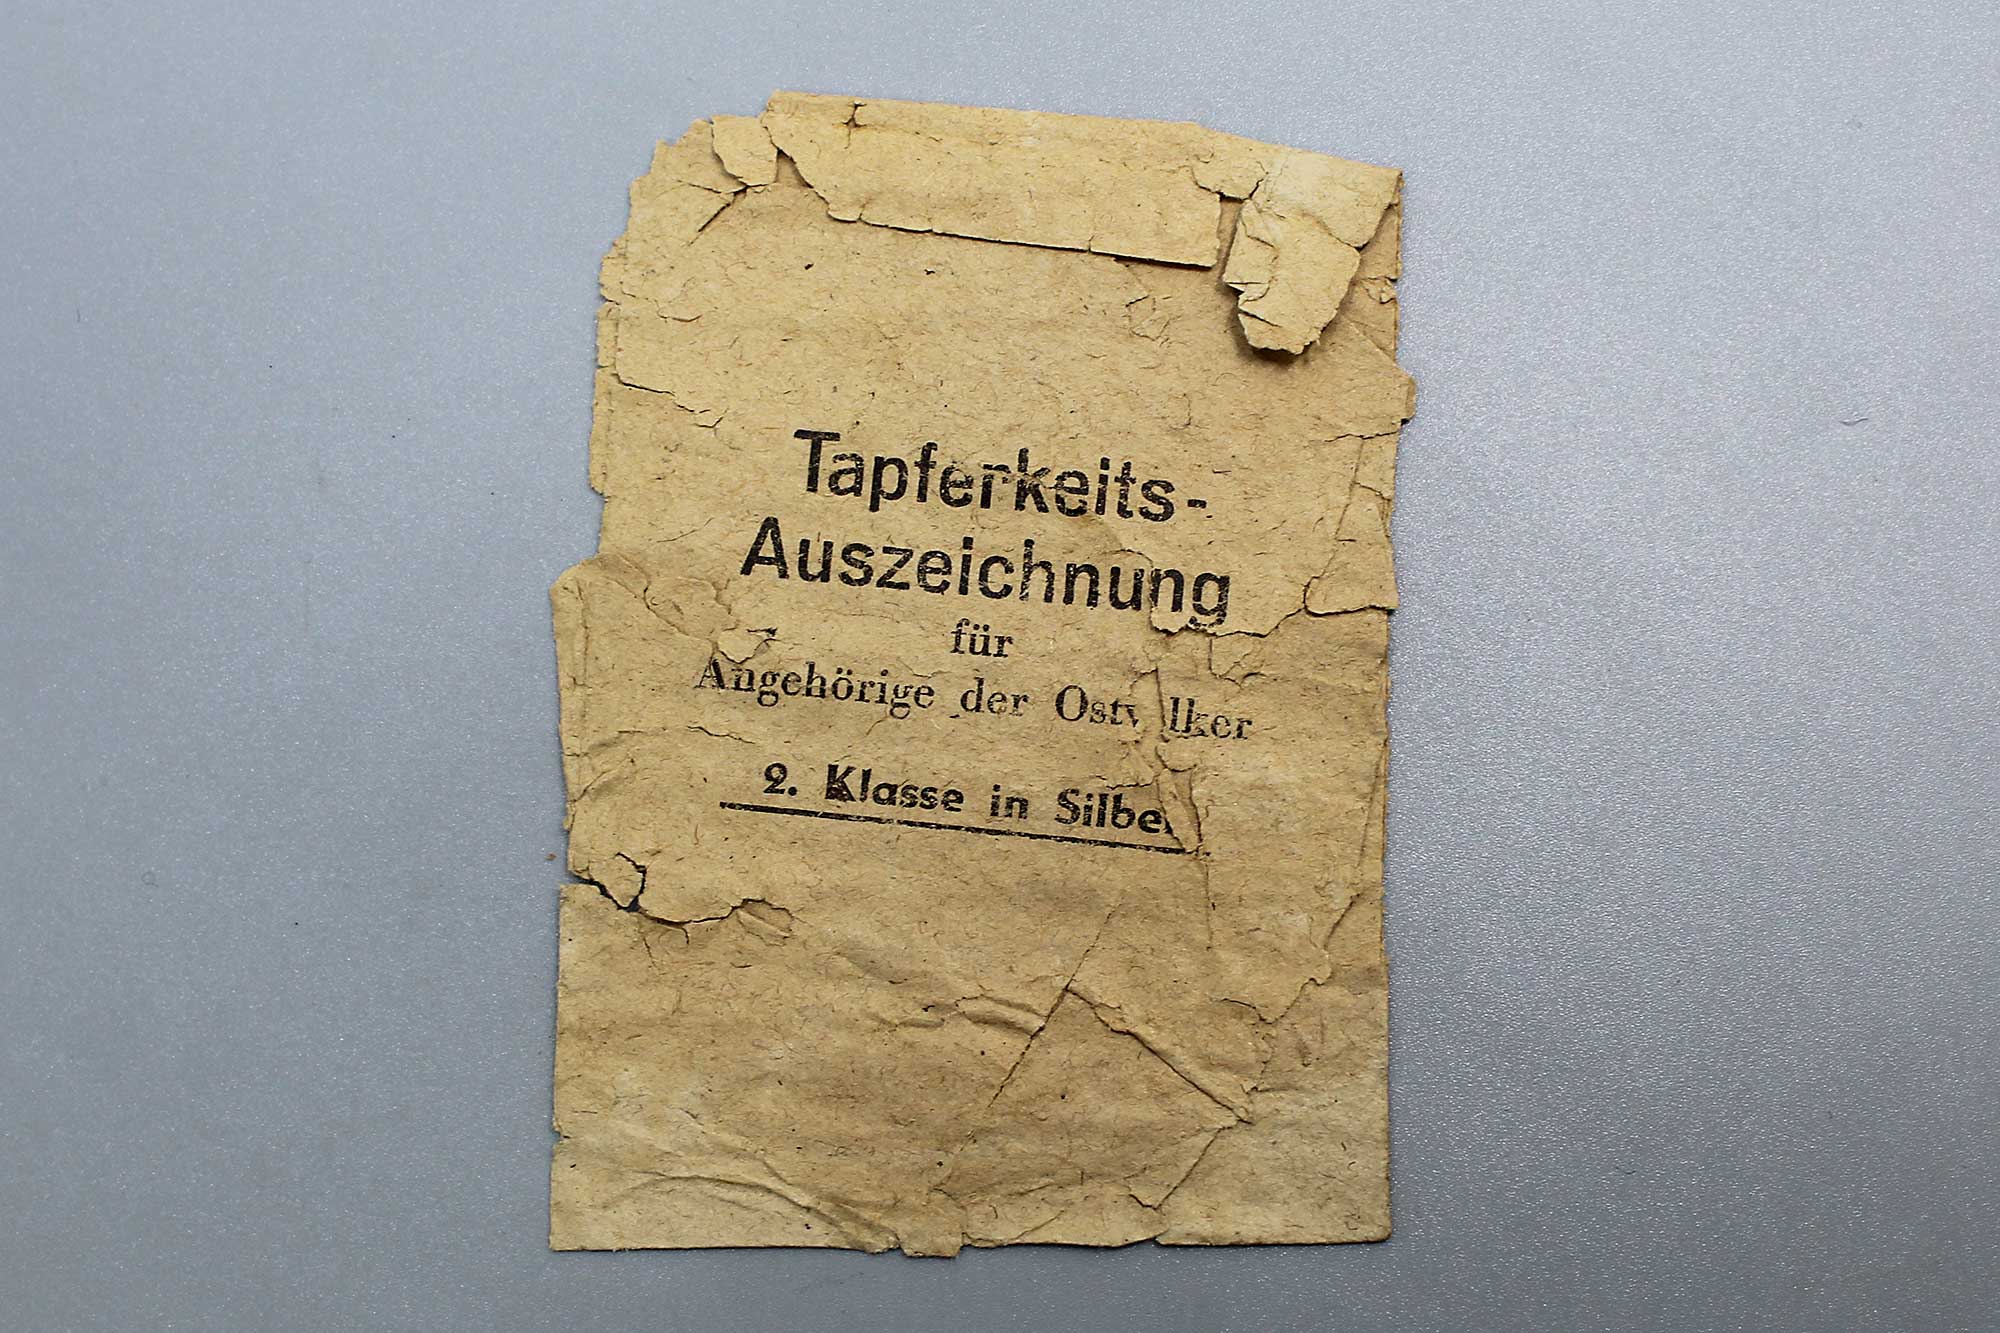 Tapferkeits-
Auszeichnung
für
Angehörige der Ostvölker
2. Klasse in Silber